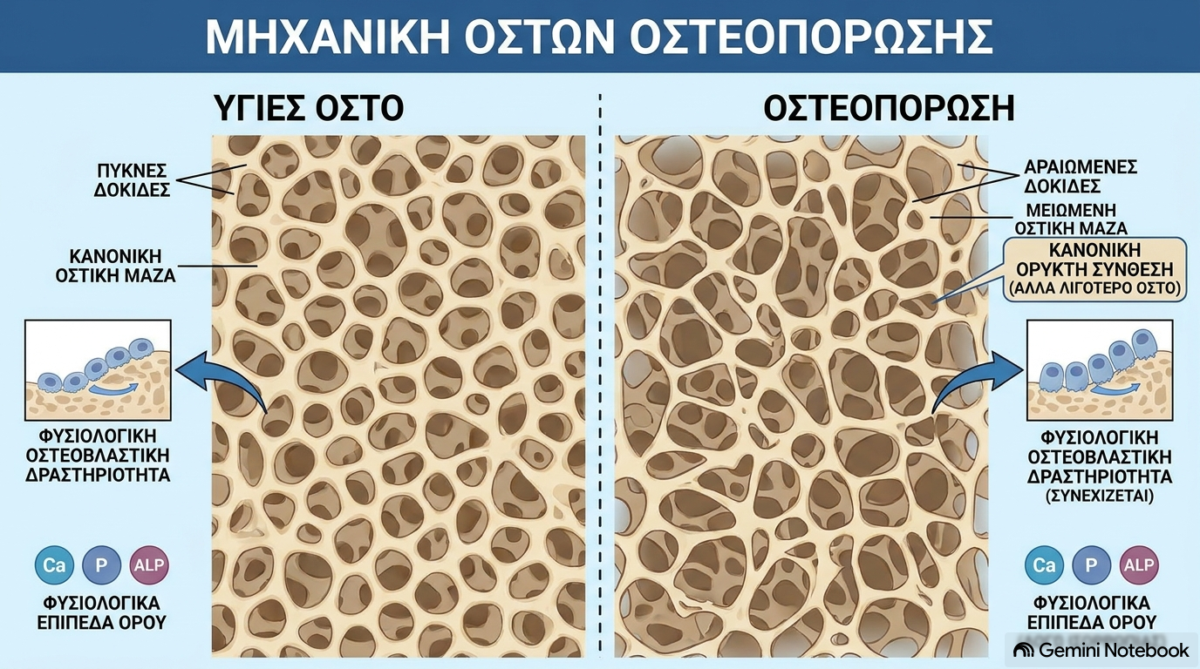 ΜΗΧΑΝΙΚΗ ΟΣΤΩΝ ΟΣΤΕΟΠΟΡΩΣΗΣ
ΥΓΙΕΣ ΟΣΤΟ
ΠΥΚΝΕΣ
ΔΟΚΙΔΕΣ
ΚΑΝΟΝΙΚΗ
ΟΣΤΙΚΗ ΜΑΖΑ
ΦΥΣΙΟΛΟΓΙΚΗ
ΟΣΤΕΟΒΛΑΣΤΙΚΗ
ΔΡΑΣΤΗΡΙΟΤΗΤΑ
Ca P ALP
ΦΥΣΙΟΛΟΓΙΚΑ
ΕΠΙΠΕΔΑ ΟΡΟΥ
ΟΣΤΕΟΠΟΡΩΣΗ
ΑΡΑΙΩΜΕΝΕΣ
ΔΟΚΙΔΕΣ
ΜΕΙΩΜΕΝΗ
ΟΣΤΙΚΗ ΜΑΖΑ
ΚΑΝΟΝΙΚΗ
ΟΡΥΚΤΗ ΣΥΝΘΕΣΗ
(ΑΛΛΑ ΛΙΓΟΤΕΡΟ ΟΣΤΟ)
ΦΥΣΙΟΛΟΓΙΚΗ
ΟΣΤΕΟΒΛΑΣΤΙΚΗ
ΔΡΑΣΤΗΡΙΟΤΗΤΑ
(ΣΥΝΕΧΙΖΕΤΑΙ)
Ca P ALP
ΦΥΣΙΟΛΟΓΙΚΑ
ΕΠΙΠΕΔΑ ΟΡΟΥ
Gemini Notebook